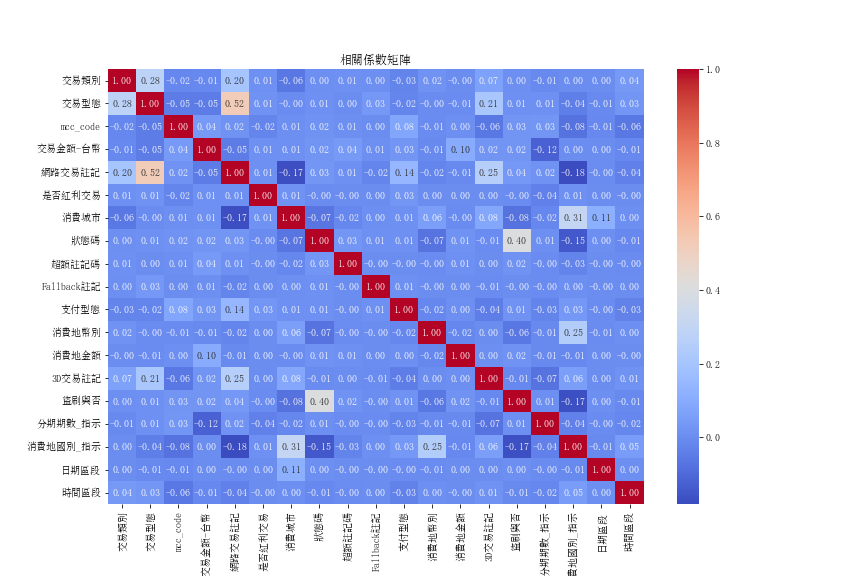 相關係數矩陣
交易類別 1.00 0.28 -0.02 -0.01 0.20 0.01 -0.06 0.00 0.01 0.00 -0.03 0.02 -0.00 0.07 0.00 -0.01 0.00 0.00 0.04
交易型態 0.28 1.00 -0.05 -0.05 0.52 0.01 -0.00 0.01 0.00 0.03 -0.02 -0.00 -0.01 0.21 0.01 0.01 -0.04 -0.01 0.03
mcc_code -0.02 -0.05 1.00 0.04 0.02 -0.02 0.01 0.02 0.01 0.00 0.08 -0.01 0.00 -0.06 0.03 0.03 -0.08 -0.01 -0.06
交易金額-台幣 -0.01 -0.05 0.04 1.00 -0.05 0.01 0.01 0.02 0.04 0.01 0.03 -0.01 0.10 0.02 0.02 -0.12 0.00 0.00 -0.01
網路交易註記 0.20 0.52 0.02 -0.05 1.00 0.01 -0.17 0.03 0.01 -0.02 0.14 -0.02 -0.01 0.25 0.04 0.02 -0.18 -0.00 -0.04
是否紅利交易 0.01 0.01 -0.02 0.01 0.01 1.00 0.01 -0.00 -0.00 0.00 0.03 0.00 0.00 0.00 0.00 -0.04 0.01 0.00 -0.00
消費城市 -0.06 -0.00 0.01 0.01 -0.17 0.01 1.00 -0.07 -0.02 0.00 0.01 0.06 -0.00 0.08 -0.08 -0.02 0.31 0.11 0.00
狀態碼 0.00 0.01 0.02 0.02 0.03 -0.00 -0.07 1.00 0.03 0.01 0.01 -0.07 0.01 -0.01 0.40 0.01 -0.15 0.00 -0.01
超額註記碼 0.01 0.00 0.01 0.04 0.01 -0.00 -0.02 0.03 1.00 -0.00 -0.00 -0.00 0.01 0.00 0.02 0.00 -0.03 -0.00 -0.00
Fallback註記 0.00 0.03 0.00 0.01 -0.02 0.00 0.00 0.01 -0.00 1.00 0.01 -0.00 0.00 -0.01 -0.00 -0.00 0.00 -0.00 -0.00
支付型態 -0.03 -0.02 0.08 0.03 0.14 0.03 0.01 0.01 -0.00 0.01 1.00 -0.02 0.00 -0.04 0.01 -0.03 0.03 -0.00 -0.03
消費地幣別 0.02 -0.00 -0.01 -0.01 -0.02 0.00 0.06 -0.07 -0.00 -0.00 -0.02 1.00 -0.02 0.00 -0.06 -0.01 0.25 -0.01 0.00
消費地金額 -0.00 -0.01 0.00 0.10 -0.01 0.00 -0.00 0.01 0.01 0.00 0.00 -0.02 1.00 0.00 0.02 -0.01 -0.01 0.00 -0.00
3D交易註記 0.07 0.21 -0.06 0.02 0.25 0.00 0.08 -0.01 0.00 -0.01 -0.04 0.00 0.00 1.00 -0.01 -0.07 0.06 0.00 0.01
盜刷與否 0.00 0.01 0.03 0.02 0.04 0.00 -0.08 0.40 0.02 -0.00 0.01 -0.06 0.02 -0.01 1.00 0.01 -0.17 0.00 -0.01
分期期數_指示 -0.01 0.01 0.03 -0.12 0.02 -0.04 -0.02 0.01 0.00 -0.00 -0.03 -0.01 -0.01 -0.07 0.01 1.00 -0.04 -0.00 -0.02
消費地國別_指示 0.00 -0.04 -0.08 0.00 -0.18 0.01 0.31 -0.15 -0.03 0.00 0.03 0.25 -0.01 0.06 -0.17 -0.04 1.00 -0.01 0.05
日期區段 0.00 -0.01 -0.01 0.00 -0.00 0.00 0.11 0.00 -0.00 -0.00 -0.00 -0.01 0.00 0.00 0.00 -0.00 -0.01 1.00 0.00
時間區段 0.04 0.03 -0.06 -0.01 -0.04 -0.00 0.00 -0.01 -0.00 -0.00 -0.03 0.00 -0.00 0.01 -0.01 -0.02 0.05 0.00 1.00
交易類別 交易型態 mcc_code 交易金額-台幣 網路交易註記 是否紅利交易 消費城市 狀態碼 超額註記碼 Fallback註記 支付型態 消費地幣別 消費地金額 3D交易註記 盜刷與否 分期期數_指示 費地國別_指示 日期區段 時間區段
1.0
0.8
0.6
0.4
0.2
0.0